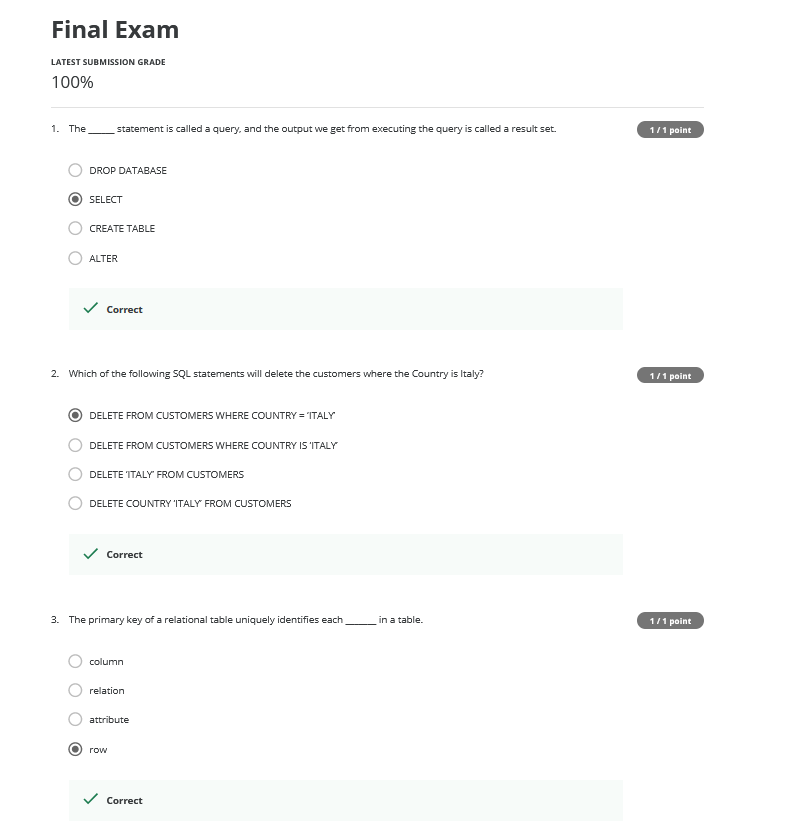 Final Exam
LATEST SUBMISSION GRADE
100%
1. The _____ statement is called a query, and the output we get from executing the query is called a result set.
1 / 1 point
DROP DATABASE
SELECT
CREATE TABLE
ALTER
Correct
2. Which of the following SQL statements will delete the customers where the Country is Italy?
1 / 1 point
DELETE FROM CUSTOMERS WHERE COUNTRY = 'ITALY'
DELETE FROM CUSTOMERS WHERE COUNTRY IS 'ITALY'
DELETE 'ITALY' FROM CUSTOMERS
DELETE COUNTRY 'ITALY' FROM CUSTOMERS
Correct
3. The primary key of a relational table uniquely identifies each ______ in a table.
1 / 1 point
column
relation
attribute
row
Correct